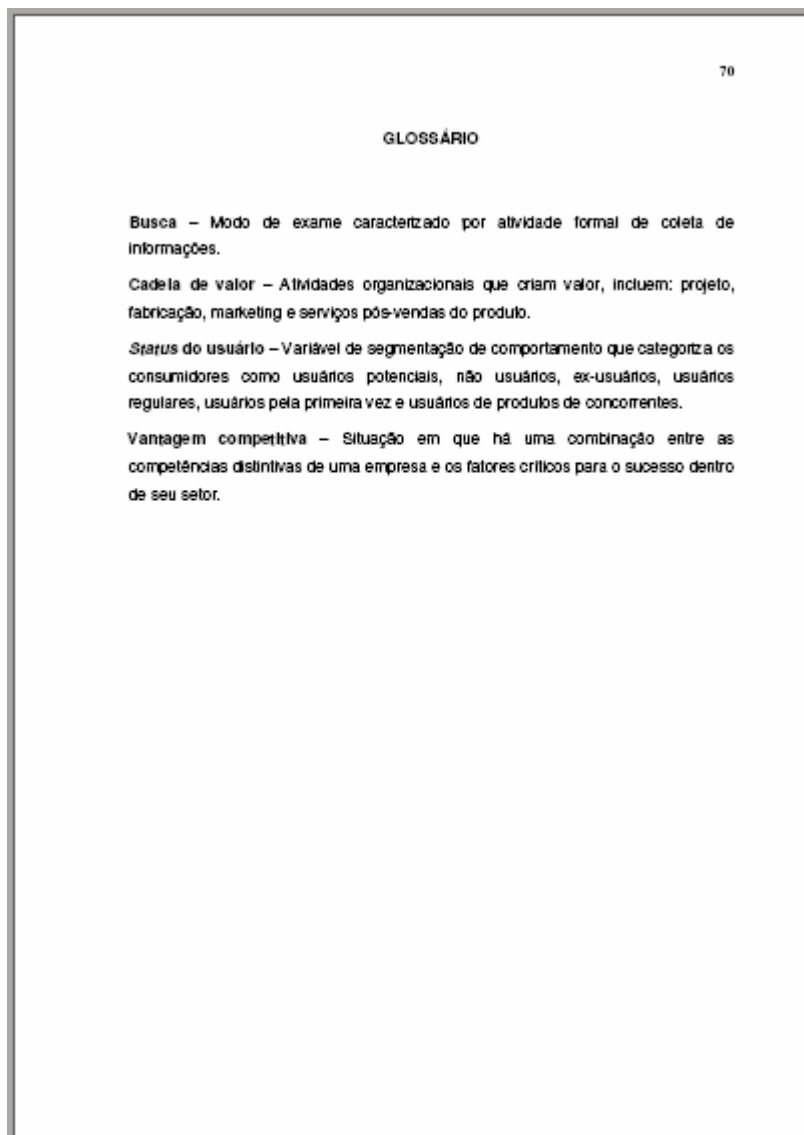 70
GLOSSÁRIO
Busca – Modo de exame caracterizado por atividade formal de coleta de
informações.
Cadeia de valor – Atividades organizacionais que criam valor, incluem: projeto,
fabricação, marketing e serviços pós-vendas do produto.
Status do usuário – Variável de segmentação de comportamento que categoriza os
consumidores como usuários potenciais, não usuários, ex-usuários, usuários
regulares, usuários pela primeira vez e usuários de produtos de concorrentes.
Vantagem competitiva – Situação em que há uma combinação entre as
competências distintivas de uma empresa e os fatores críticos para o sucesso dentro
de seu setor.